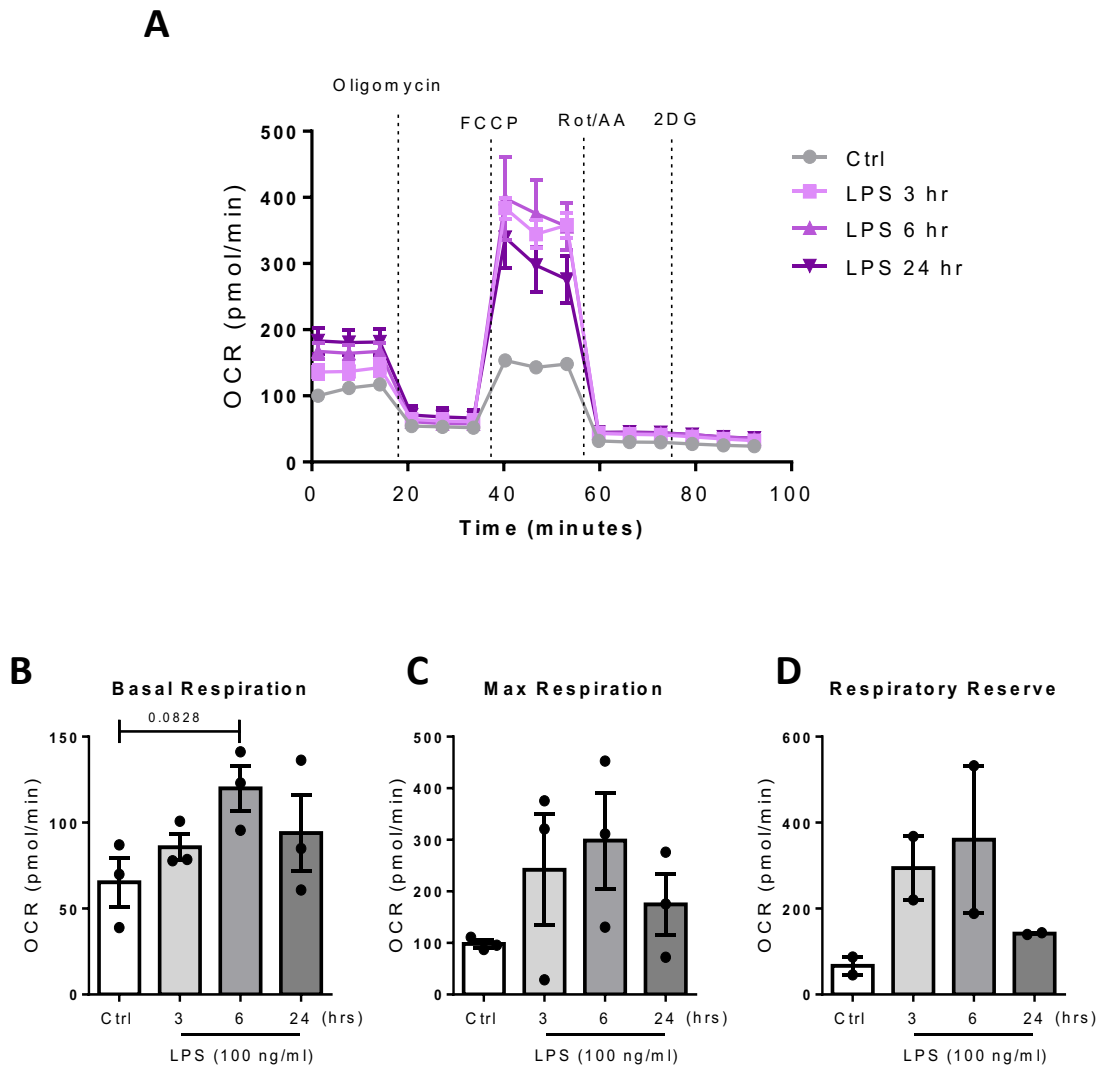 A
Oligomycin
FCCP Rot/AA 2DG
500
400
300
200
100
0
OCR (pmol/min)
0 20 40 60 80 100
Time (minutes)
Ctrl
LPS 3 hr
LPS 6 hr
LPS 24 hr
B
Basal Respiration
0.0828
150
100
50
0
OCR (pmol/min)
Ctrl 3 6 24 (hrs)
LPS (100 ng/ml)
C
Max Respiration
500
400
300
200
100
0
OCR (pmol/min)
Ctrl 3 6 24 (hrs)
LPS (100 ng/ml)
D
Respiratory Reserve
600
400
200
0
OCR (pmol/min)
Ctrl 3 6 24 (hrs)
LPS (100 ng/ml)